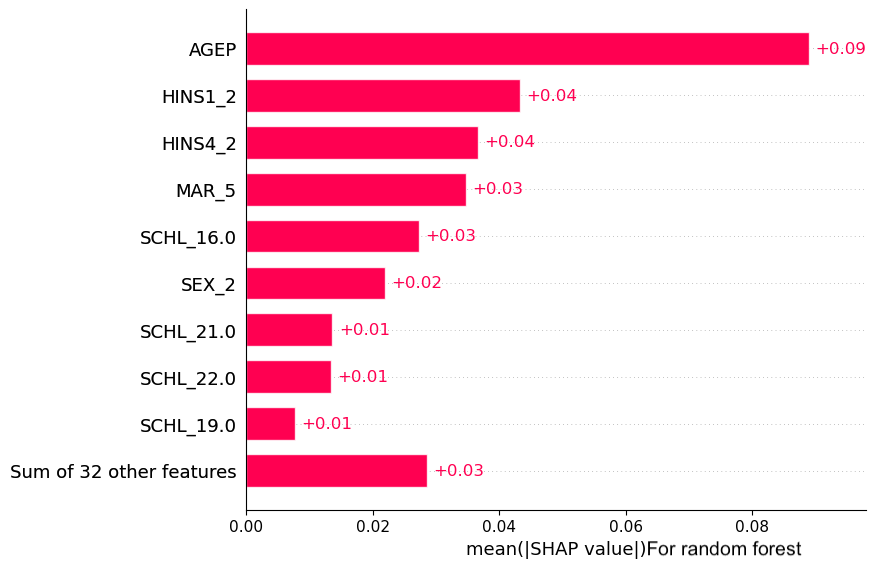 AGEP +0.09
HINS1_2 +0.04
HINS4_2 +0.04
MAR_5 +0.03
SCHL_16.0 +0.03
SEX_2 +0.02
SCHL_21.0 +0.01
SCHL_22.0 +0.01
SCHL_19.0 +0.01
Sum of 32 other features +0.03
0.00 0.02 0.04 0.06 0.08
mean(|SHAP value|)For random forest